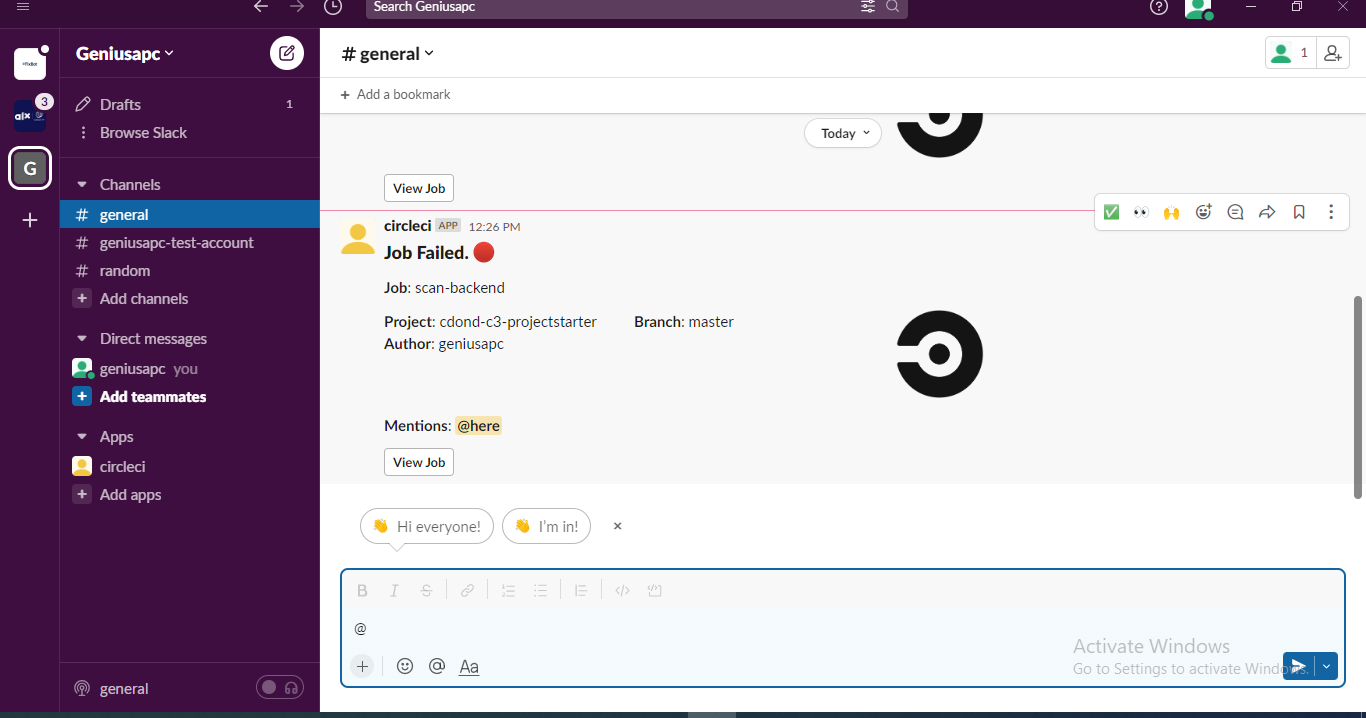 Search Geniusapc
Geniusapc
# general
1
+ Add a bookmark
Drafts 1
Browse Slack
3
G
Channels
# general
# geniusapc-test-account
# random
+ Add channels
Direct messages
geniusapc you
+ Add teammates
Apps
circleci
+ Add apps
general
Today
View Job
circleci APP 12:26 PM
Job Failed.
Job: scan-backend
Project: cdond-c3-projectstarter Branch: master
Author: geniusapc
Mentions: @here
View Job
Hi everyone! I'm in!
@
Aa
Activate Windows
Go to Settings to activate Windows.